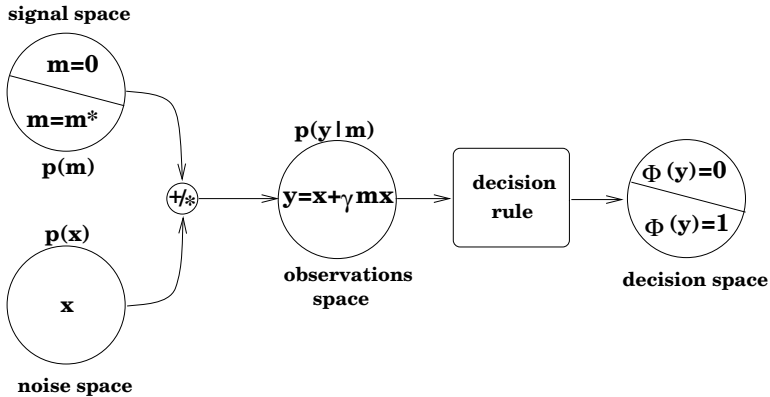 signal space
m=0
m=m*
p(m)
+/*
p(x)
x
noise space
p(y|m)
y=x+γmx
observations
space
decision
rule
Φ(y)=0
Φ(y)=1
decision space